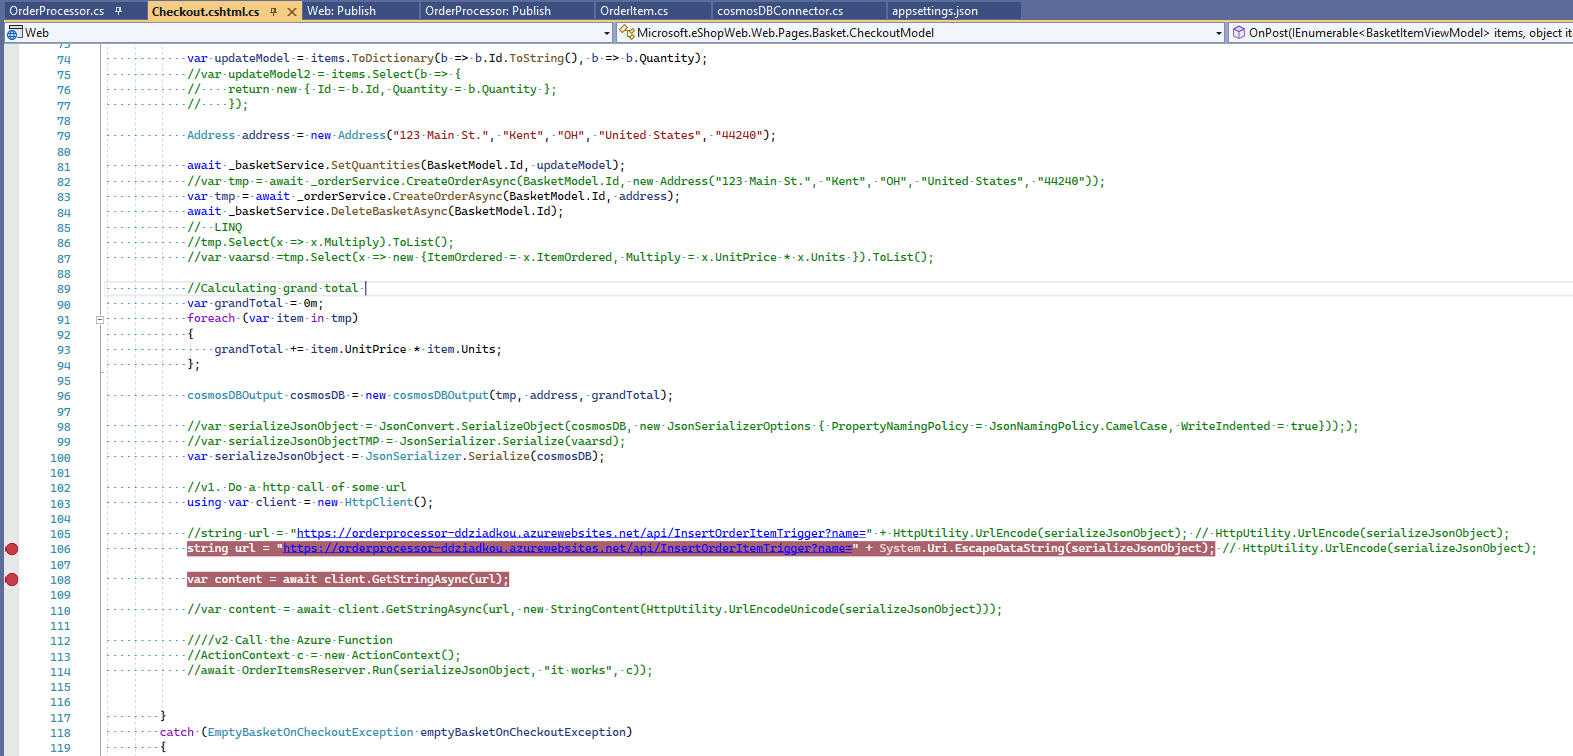 OrderProcessor.cs Checkout.cshtml.cs Web: Publish OrderProcessor: Publish OrderItem.cs cosmosDBConnector.cs appsettings.json
Web Microsoft.eShopWeb.Web.Pages.Basket.CheckoutModel OnPost(IEnumerable<BasketItemViewModel> items, object it
73
74 var updateModel = items.ToDictionary(b => b.Id.ToString(), b => b.Quantity);
75 //var updateModel2 = items.Select(b => {
76 //    return new { Id = b.Id, Quantity = b.Quantity };
77 //    });
78
79 Address address = new Address("123 Main St.", "Kent", "OH", "United States", "44240");
80
81 await _basketService.SetQuantities(BasketModel.Id, updateModel);
82 //var tmp = await _orderService.CreateOrderAsync(BasketModel.Id, new Address("123 Main St.", "Kent", "OH", "United States", "44240"));
83 var tmp = await _orderService.CreateOrderAsync(BasketModel.Id, address);
84 await _basketService.DeleteBasketAsync(BasketModel.Id);
85 //  LINQ
86 //tmp.Select(x => x.Multiply).ToList();
87 //var vaarsd =tmp.Select(x => new {ItemOrdered = x.ItemOrdered, Multiply = x.UnitPrice * x.Units }).ToList();
88
89 //Calculating grand total
90 var grandTotal = 0m;
91 foreach (var item in tmp)
92 {
93 grandTotal += item.UnitPrice * item.Units;
94 };
95
96 cosmosDBOutput cosmosDB = new cosmosDBOutput(tmp, address, grandTotal);
97
98 //var serializeJsonObject = JsonConvert.SerializeObject(cosmosDB, new JsonSerializerOptions { PropertyNamingPolicy = JsonNamingPolicy.CamelCase, WriteIndented = true}));;
99 //var serializeJsonObjectTMP = JsonSerializer.Serialize(vaarsd);
100 var serializeJsonObject = JsonSerializer.Serialize(cosmosDB);
101
102 //v1. Do a http call of some url
103 using var client = new HttpClient();
104
105 //string url = "https://orderprocessor-ddziadkou.azurewebsites.net/api/InsertOrderItemTrigger?name=" + HttpUtility.UrlEncode(serializeJsonObject); // HttpUtility.UrlEncode(serializeJsonObject);
106 string url = "https://orderprocessor-ddziadkou.azurewebsites.net/api/InsertOrderItemTrigger?name=" + System.Uri.EscapeDataString(serializeJsonObject); // HttpUtility.UrlEncode(serializeJsonObject);
107
108 var content = await client.GetStringAsync(url);
109
110 //var content = await client.GetStringAsync(url, new StringContent(HttpUtility.UrlEncodeUnicode(serializeJsonObject)));
111
112 ////v2 Call the Azure Function
113 //ActionContext c = new ActionContext();
114 //await OrderItemsReserver.Run(serializeJsonObject, "it works", c));
115
116
117 }
118 catch (EmptyBasketOnCheckoutException emptyBasketOnCheckoutException)
119 {